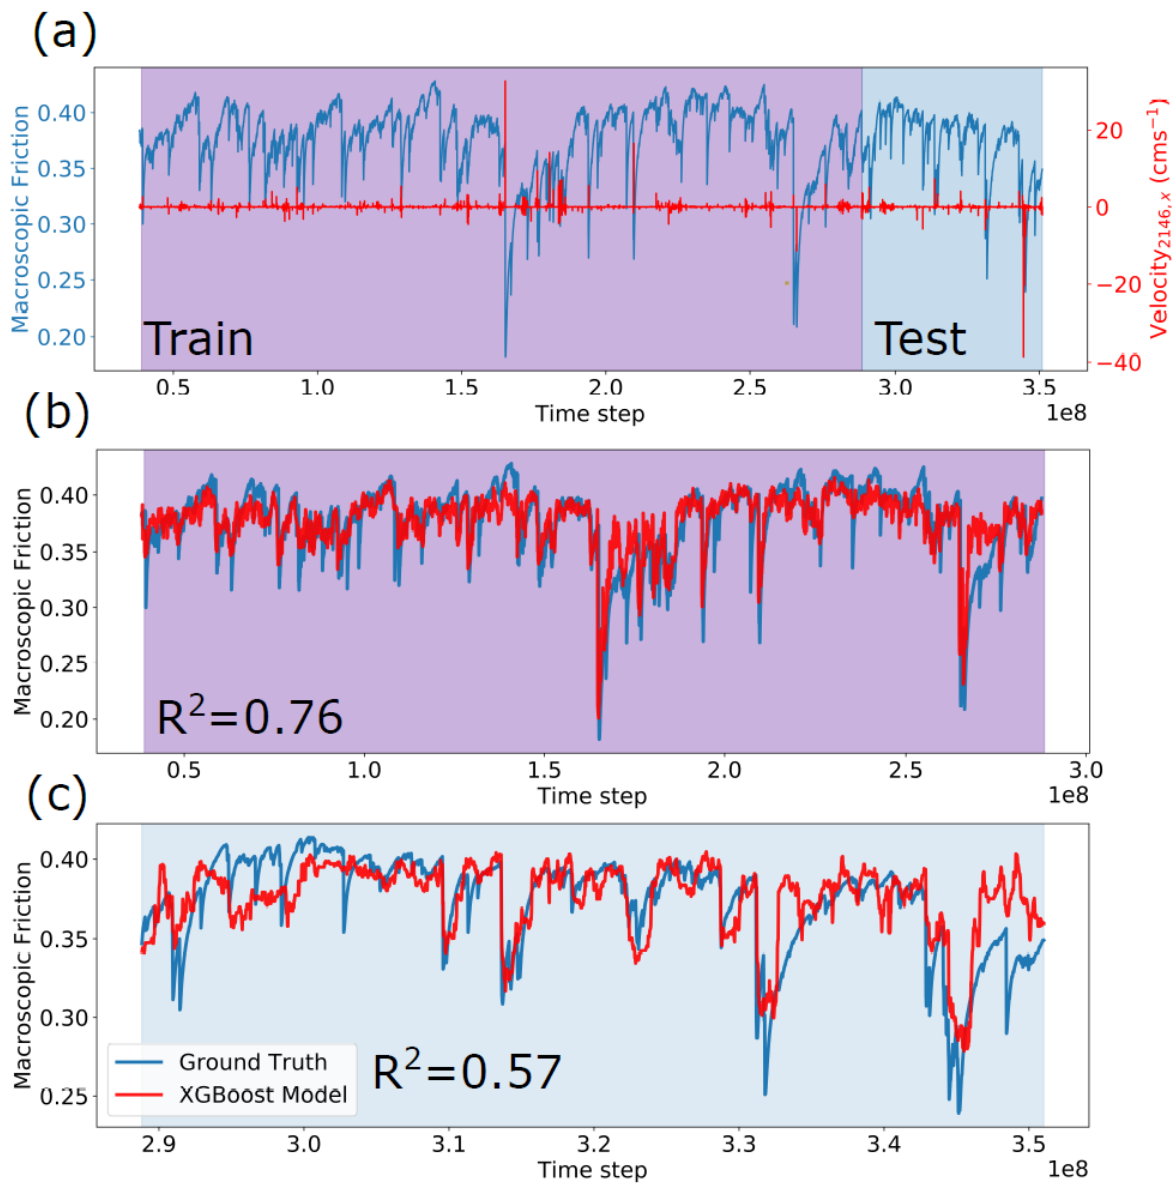 (a)
0.40
0.35
0.30
0.25
0.20
Macroscopic Friction
20
0
−20
−40
Velocity2146,x (cms⁻¹)
Train
Test
0.5 1.0 1.5 2.0 2.5 3.0 3.5
Time step
1e8
(b)
0.40
0.35
0.30
0.25
0.20
Macroscopic Friction
R²=0.76
0.5 1.0 1.5 2.0 2.5 3.0
Time step
1e8
(c)
0.40
0.35
0.30
0.25
Macroscopic Friction
Ground Truth
XGBoost Model
R²=0.57
2.9 3.0 3.1 3.2 3.3 3.4 3.5
Time step
1e8